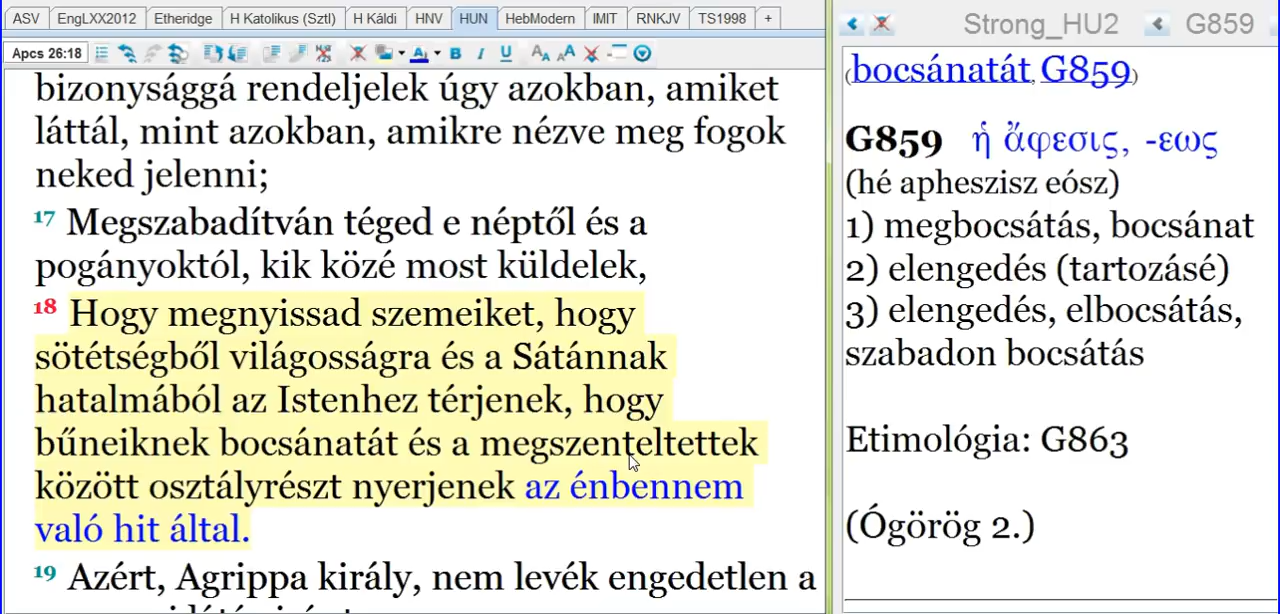 ASV EngLXX2012 Etheridge H Katolikus (Sztl) H Káldi HNV HUN HebModern IMIT RNKJV TS1998 +
Apcs 26:18
bizonysággá rendeljelek úgy azokban, amiket
láttál, mint azokban, amikre nézve meg fogok
neked jelenni;
17 Megszabadítván téged e néptől és a
pogányoktól, kik közé most küldelek,
18 Hogy megnyissad szemeiket, hogy
sötétségből világosságra és a Sátánnak
hatalmából az Istenhez térjenek, hogy
bűneiknek bocsánatát és a megszenteltettek
között osztályrészt nyerjenek az énbennem
való hit által.
19 Azért, Agrippa király, nem levék engedetlen a
Strong_HU2 G859
(bocsánatát, G859)
G859 ἡ ἄφεσις, -εως
(hé apheszisz eósz)
1) megbocsátás, bocsánat
2) elengedés (tartozásé)
3) elengedés, elbocsátás,
szabadon bocsátás
Etimológia: G863
(Ógörög 2.)